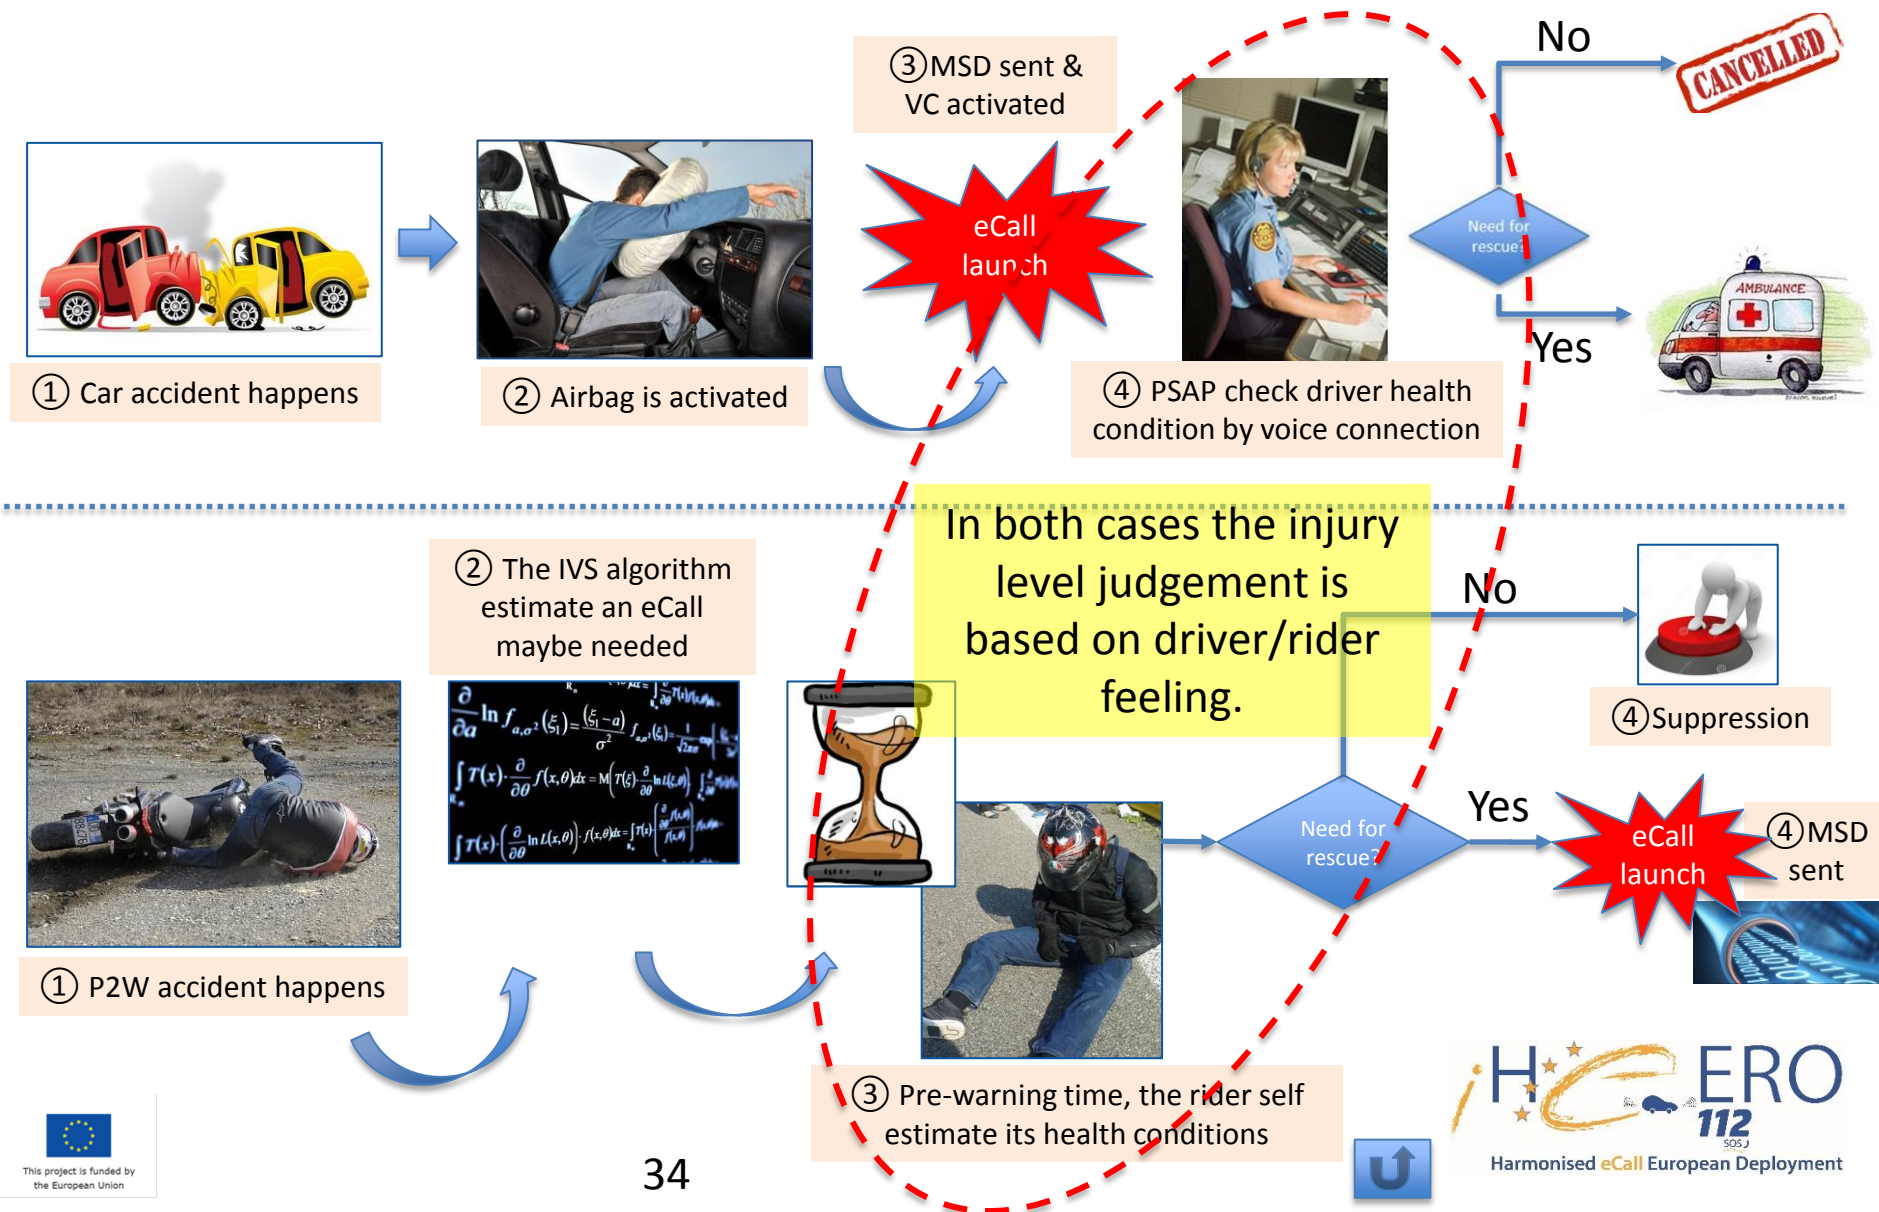 ③MSD sent &
VC activated
No
CANCELLED
eCall
launch
Need for
rescue?
AMBULANCE
Yes
① Car accident happens
② Airbag is activated
④ PSAP check driver health
condition by voice connection
In both cases the injury
level judgement is
based on driver/rider
feeling.
② The IVS algorithm
estimate an eCall
maybe needed
No
④Suppression
Need for
rescue?
Yes
eCall
launch
④MSD
sent
① P2W accident happens
③ Pre-warning time, the rider self
estimate its health conditions
iHeERO
112
SOS
Harmonised eCall European Deployment
This project is funded by
the European Union
34